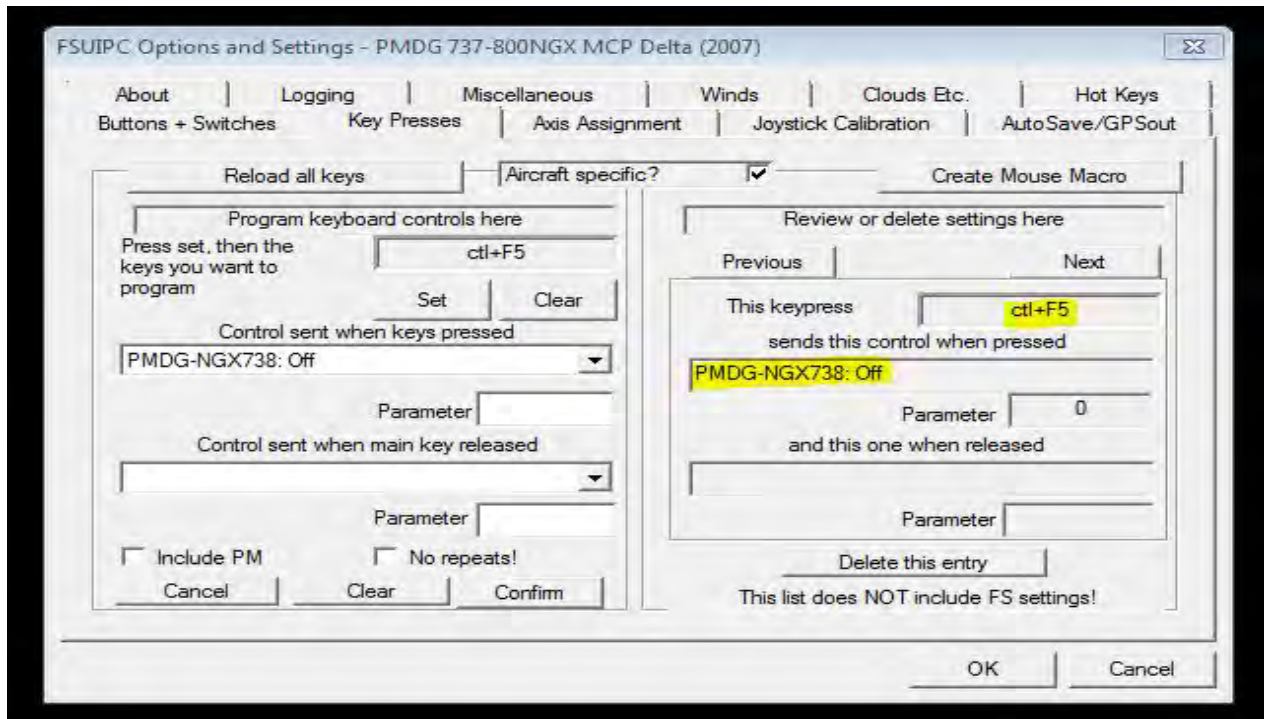 FSUIPC Options and Settings - PMDG 737-800NGX MCP Delta (2007)
About Logging Miscellaneous Winds Clouds Etc. Hot Keys
Buttons + Switches Key Presses Axis Assignment Joystick Calibration AutoSave/GPSout
Reload all keys Aircraft specific? Create Mouse Macro
Program keyboard controls here
Press set, then the
keys you want to
program
ctl+F5
Set Clear
Control sent when keys pressed
PMDG-NGX738: Off
Parameter
Control sent when main key released
Parameter
Include PM No repeats!
Cancel Clear Confirm
Review or delete settings here
Previous Next
This keypress ctl+F5
sends this control when pressed
PMDG-NGX738: Off
Parameter 0
and this one when released
Parameter
Delete this entry
This list does NOT include FS settings!
OK Cancel